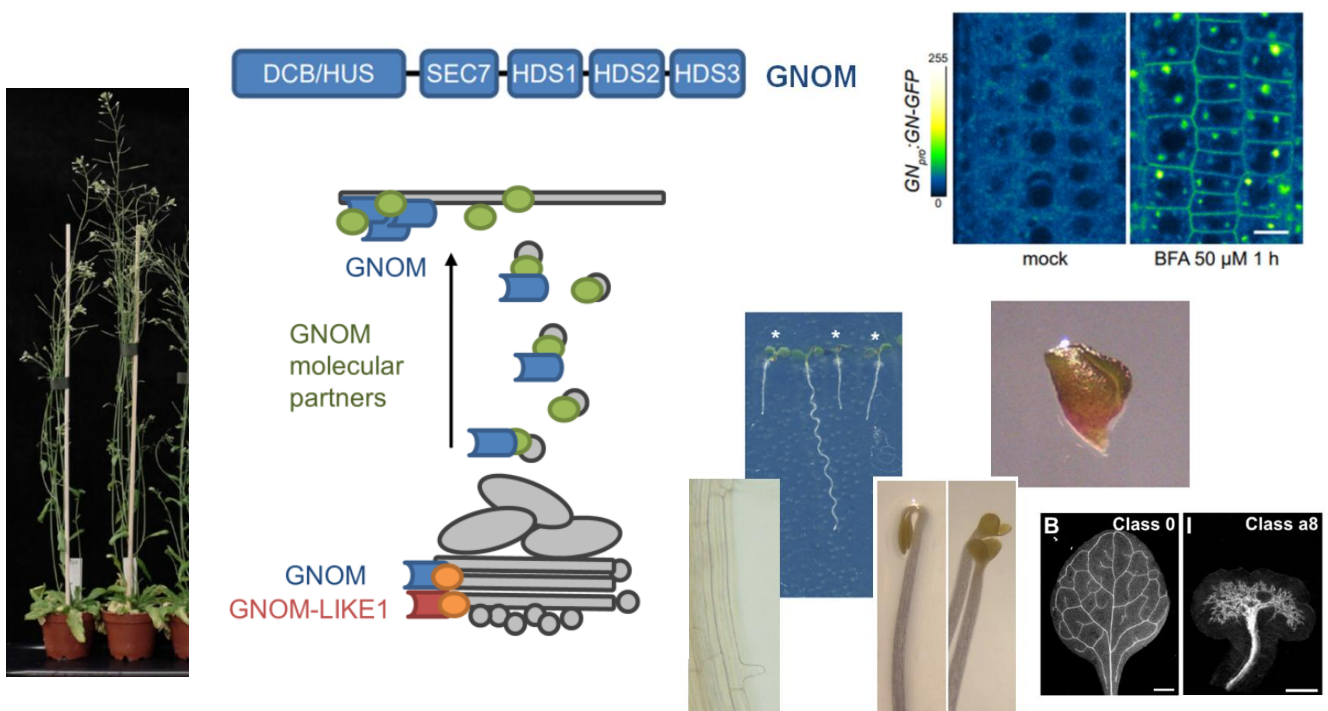 DCB/HUS SEC7 HDS1 HDS2 HDS3 GNOM
GNOM
GNOM
molecular
partners
GNOM
GNOM-LIKE1
255
GNpro:GN-GFP
0
mock
BFA 50 µM 1 h
* * *
B Class 0
I Class a8